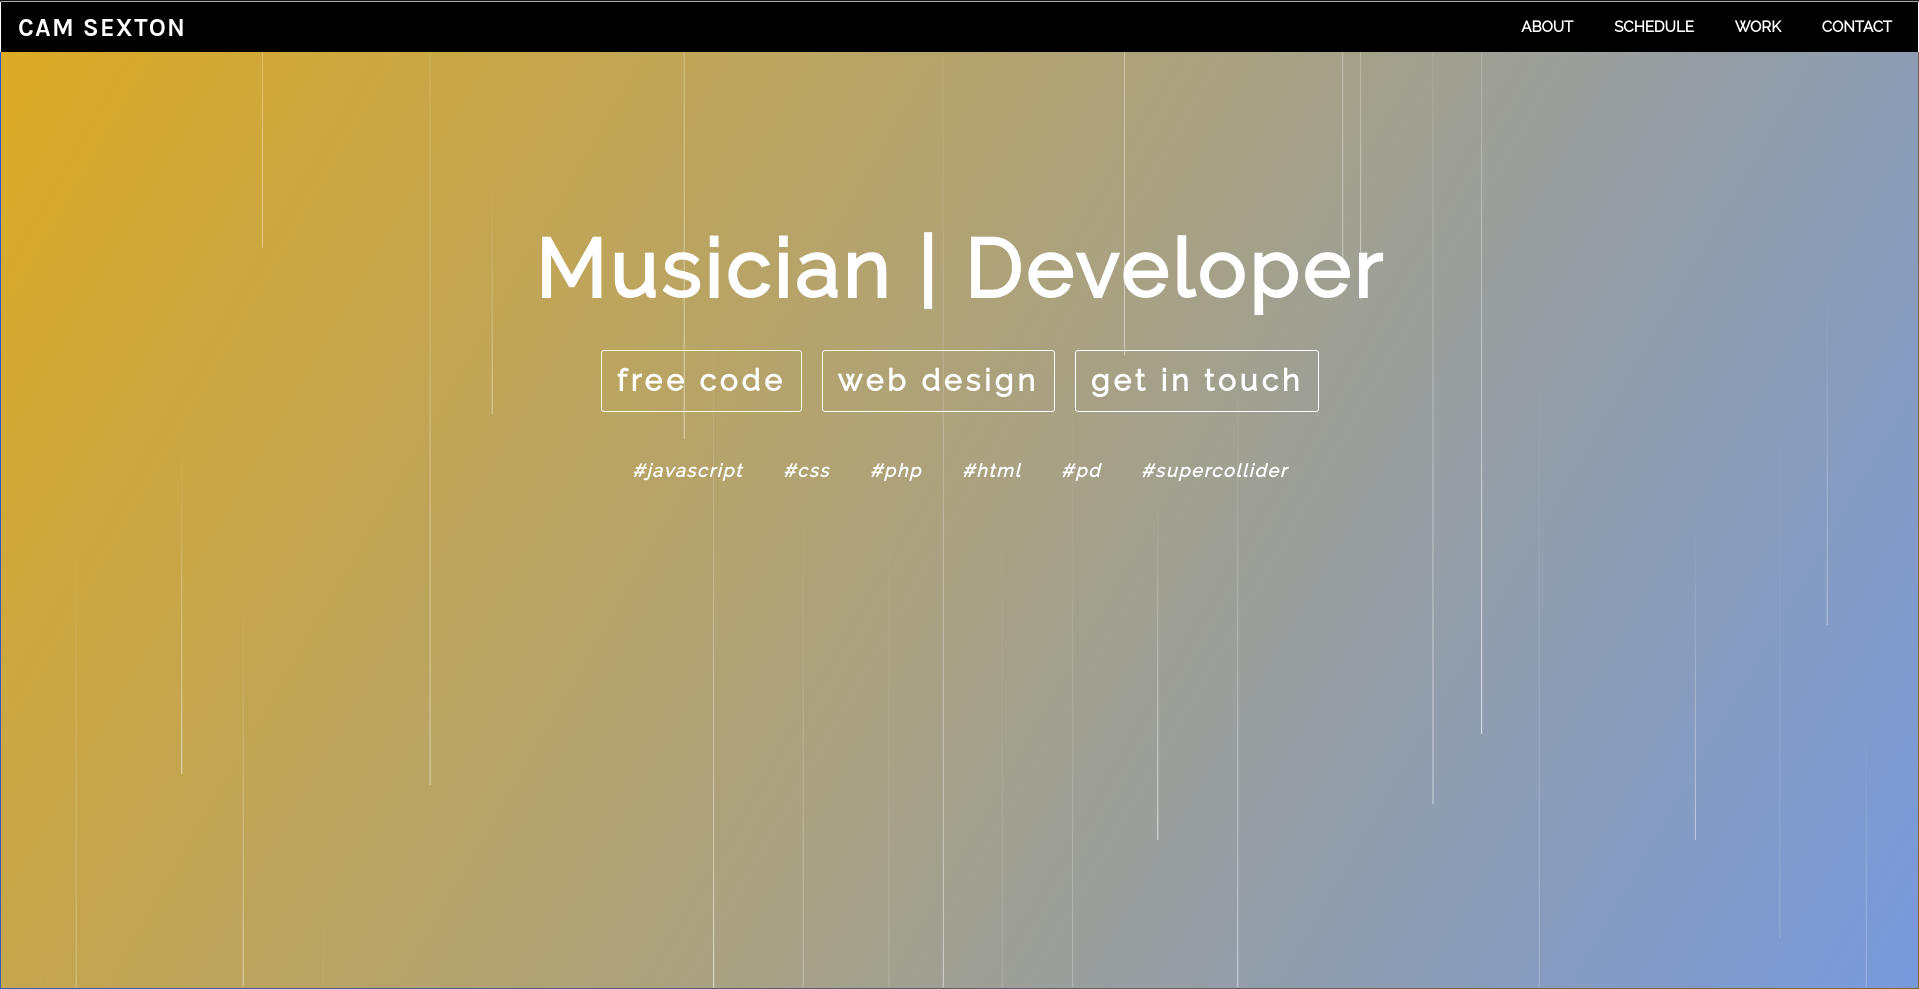 CAM SEXTON ABOUT SCHEDULE WORK CONTACT
Musician | Developer
free code web design get in touch
#javascript #css #php #html #pd #supercollider